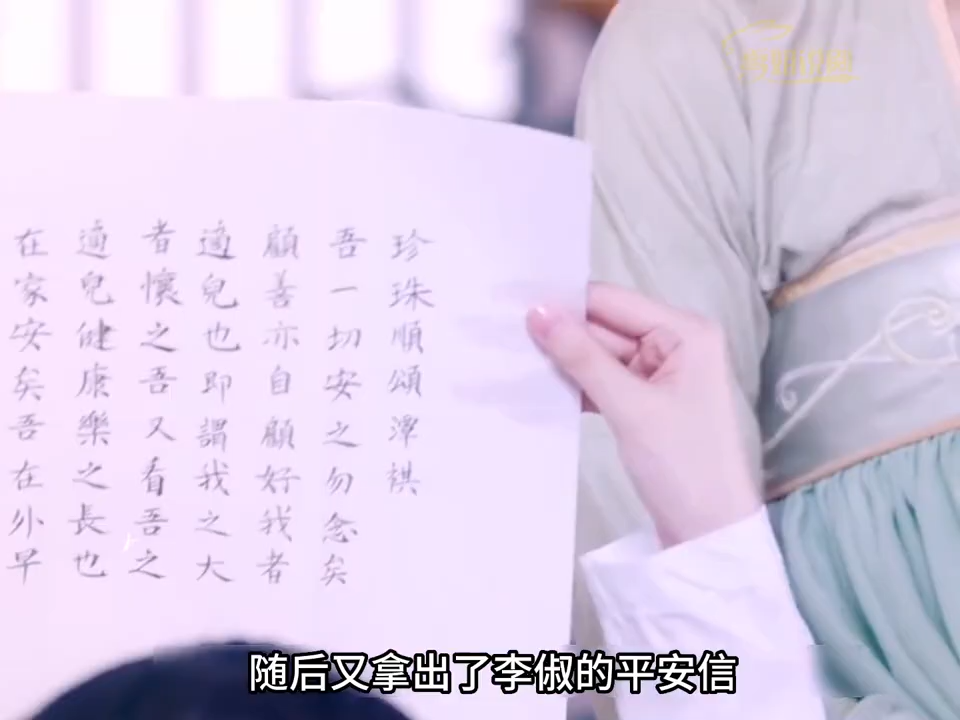 珍珠順頌潭祺
吾一切安之勿念矣
顧善亦自顧好我者
適兒也即謂我之大
者懷之吾又看吾之
適兒健康樂之長也
在家安矣吾在外早
随后又拿出了李俶的平安信